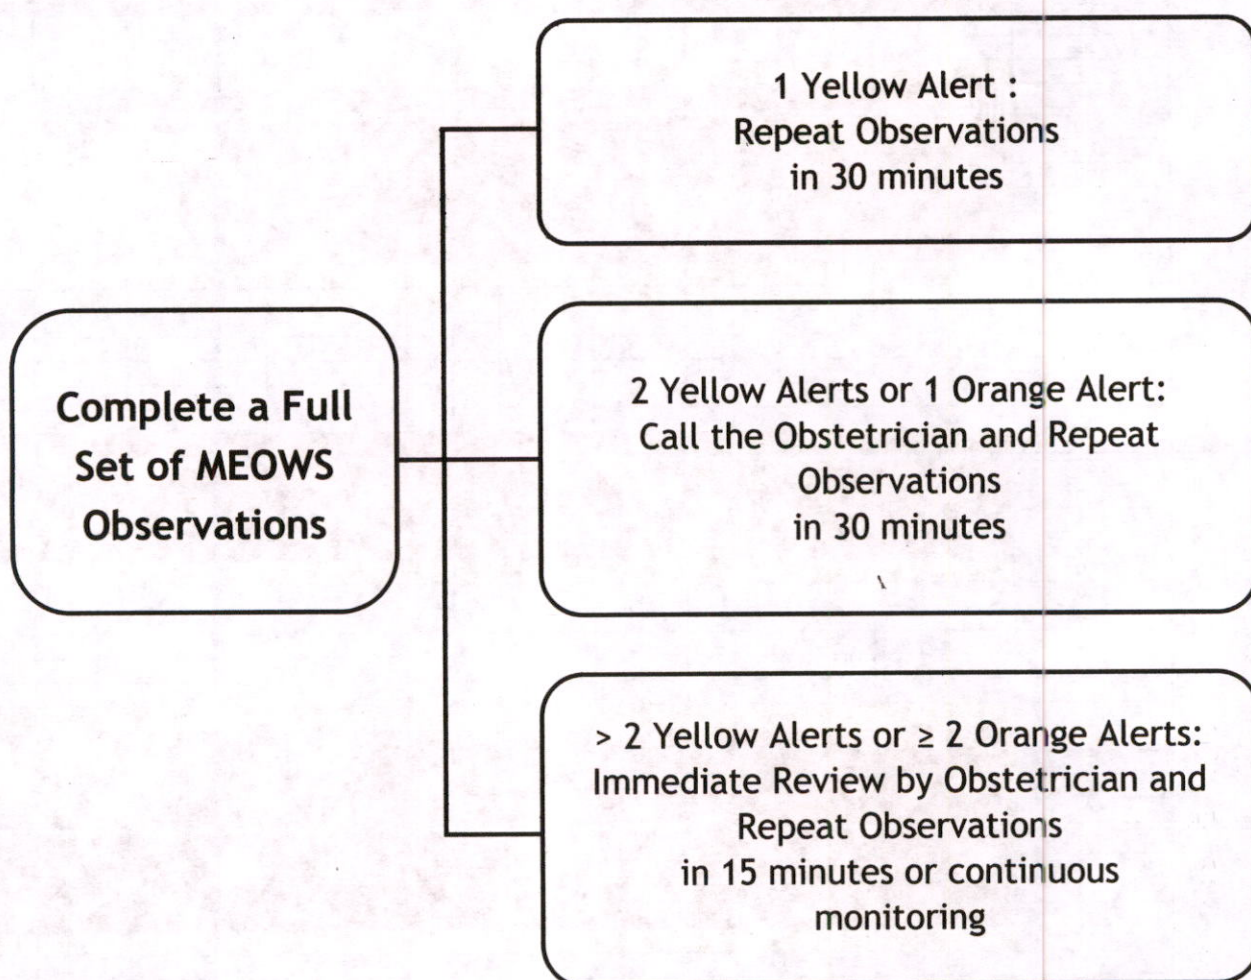 Complete a Full
Set of MEOWS
Observations
1 Yellow Alert :
Repeat Observations
in 30 minutes
2 Yellow Alerts or 1 Orange Alert:
Call the Obstetrician and Repeat
Observations
in 30 minutes
> 2 Yellow Alerts or ≥ 2 Orange Alerts:
Immediate Review by Obstetrician and
Repeat Observations
in 15 minutes or continuous
monitoring